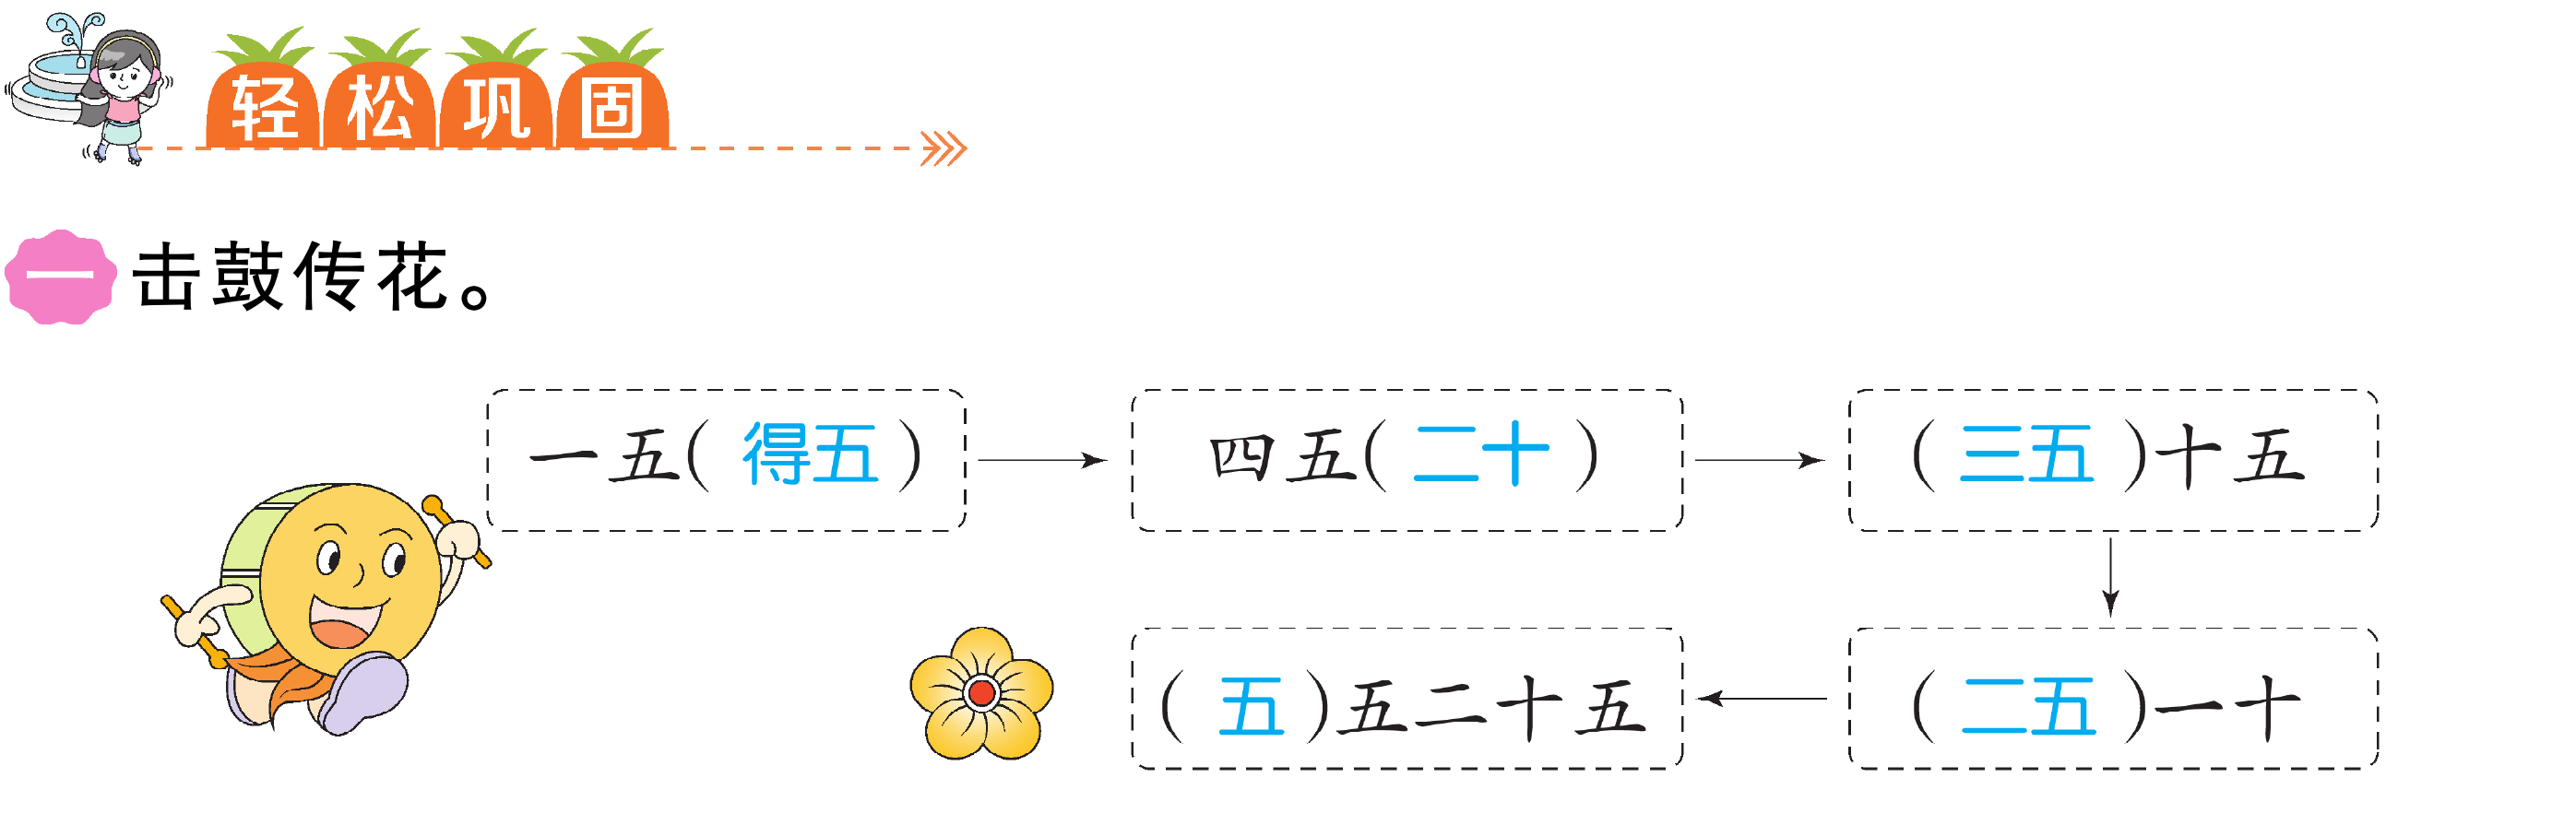 轻松巩固
一 击鼓传花。
一五( 得五 ) 四五( 二十 ) ( 三五 )十五
( 五 )五二十五 ( 二五 )一十